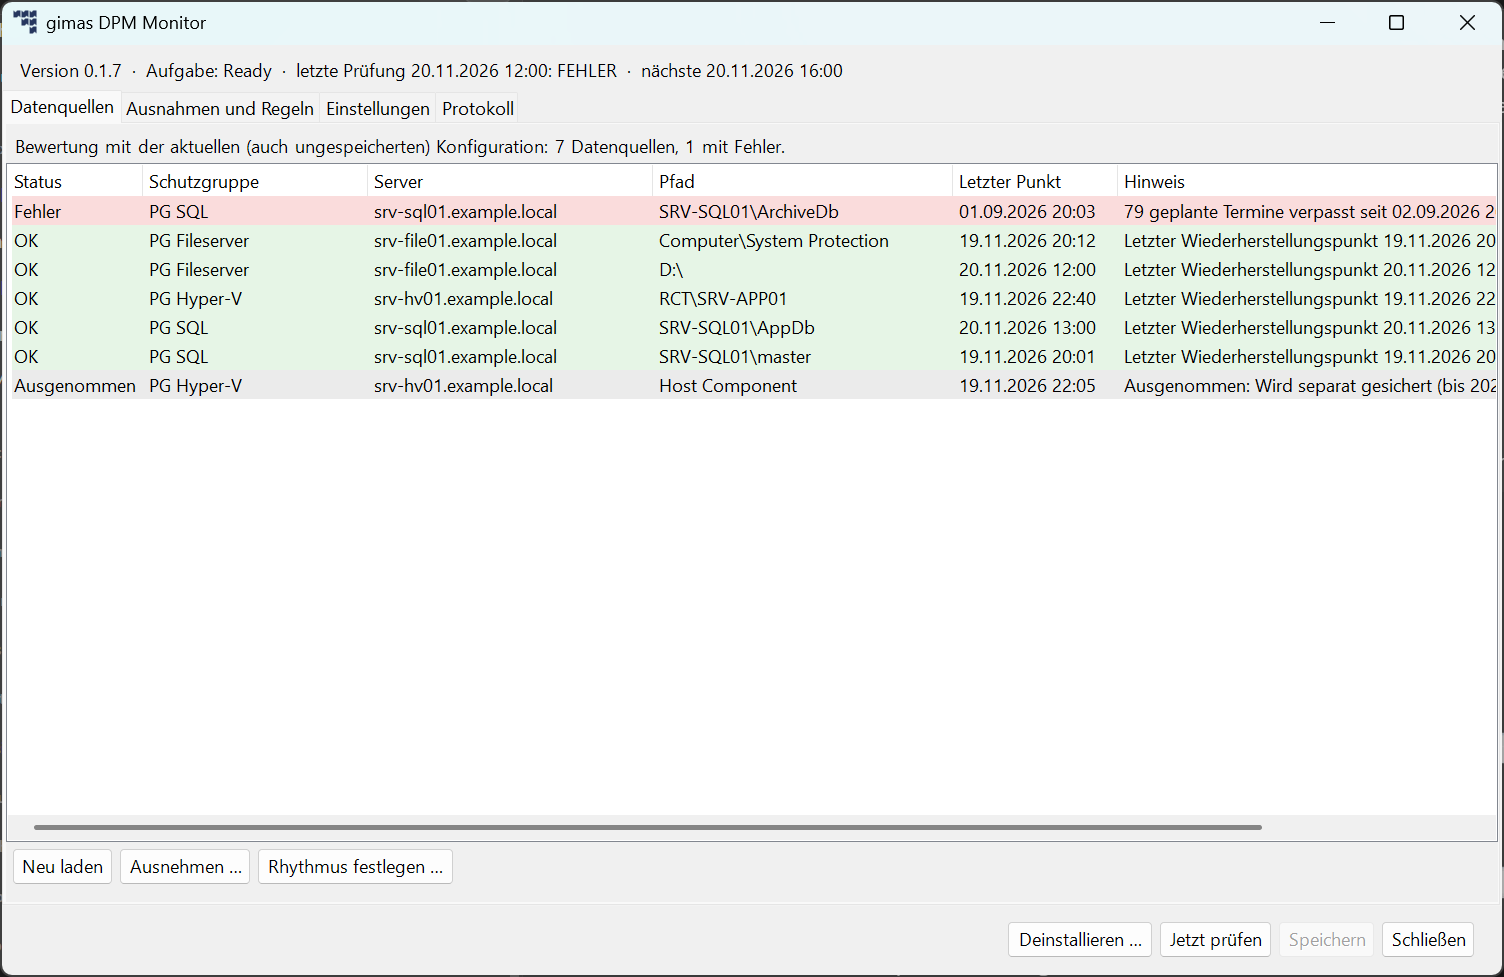 gimas DPM Monitor
Version 0.1.7 · Aufgabe: Ready · letzte Prüfung 20.11.2026 12:00: FEHLER · nächste 20.11.2026 16:00
Datenquellen Ausnahmen und Regeln Einstellungen Protokoll
Bewertung mit der aktuellen (auch ungespeicherten) Konfiguration: 7 Datenquellen, 1 mit Fehler.
Status Schutzgruppe Server Pfad Letzter Punkt Hinweis
Fehler PG SQL srv-sql01.example.local SRV-SQL01\ArchiveDb 01.09.2026 20:03 79 geplante Termine verpasst seit 02.09.2026 2
OK PG Fileserver srv-file01.example.local Computer\System Protection 19.11.2026 20:12 Letzter Wiederherstellungspunkt 19.11.2026 20
OK PG Fileserver srv-file01.example.local D:\ 20.11.2026 12:00 Letzter Wiederherstellungspunkt 20.11.2026 12
OK PG Hyper-V srv-hv01.example.local RCT\SRV-APP01 19.11.2026 22:40 Letzter Wiederherstellungspunkt 19.11.2026 22
OK PG SQL srv-sql01.example.local SRV-SQL01\AppDb 20.11.2026 13:00 Letzter Wiederherstellungspunkt 20.11.2026 13
OK PG SQL srv-sql01.example.local SRV-SQL01\master 19.11.2026 20:01 Letzter Wiederherstellungspunkt 19.11.2026 20
Ausgenommen PG Hyper-V srv-hv01.example.local Host Component 19.11.2026 22:05 Ausgenommen: Wird separat gesichert (bis 202
Neu laden Ausnehmen ... Rhythmus festlegen ...
Deinstallieren ... Jetzt prüfen Speichern Schließen